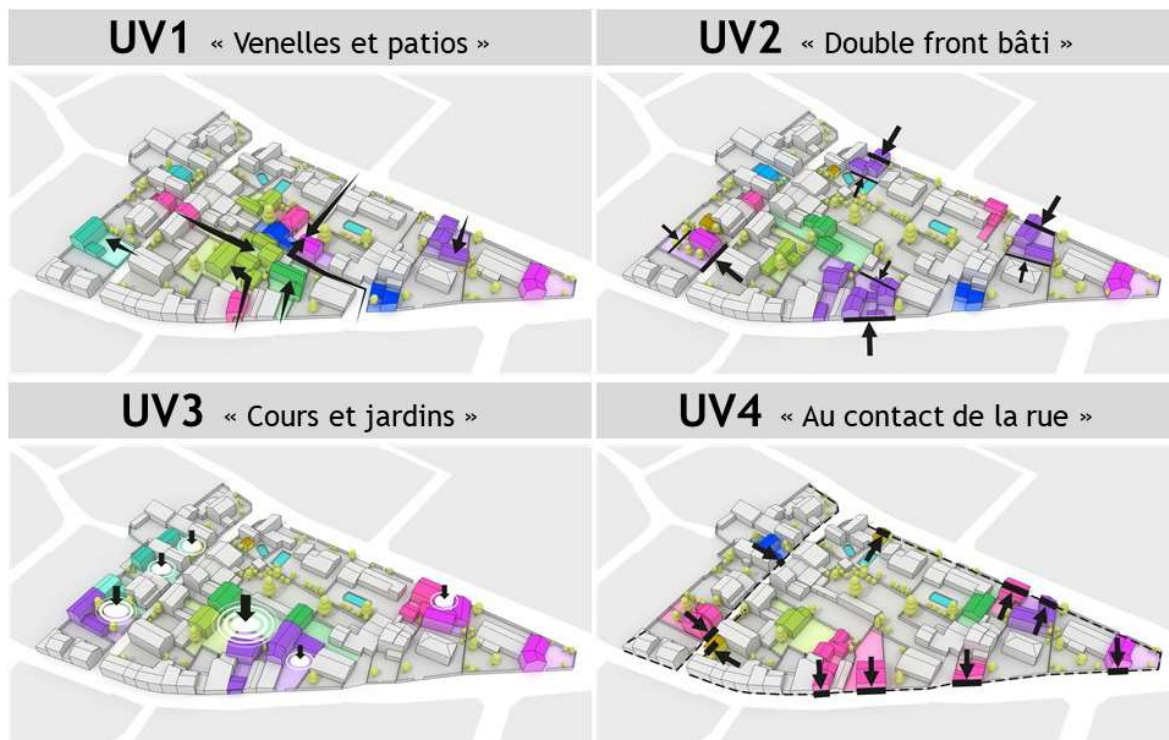 UV1 « Venelles et patios »
UV2 « Double front bâti »
UV3 « Cours et jardins »
UV4 « Au contact de la rue »